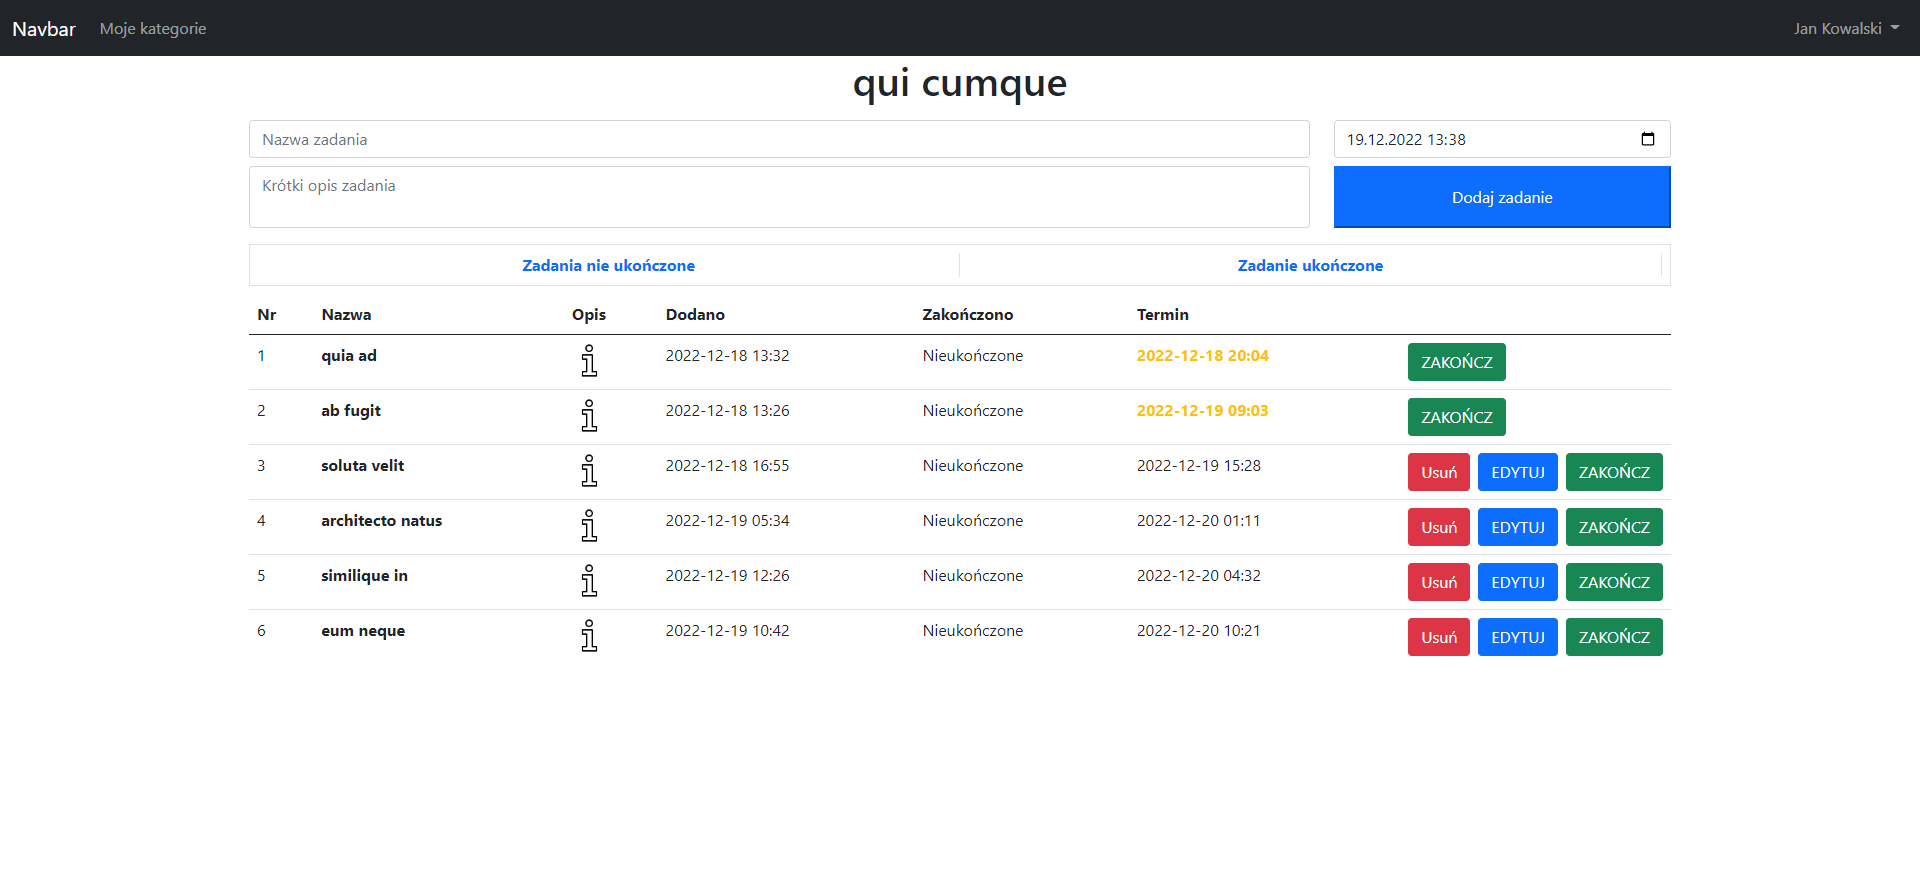 Navbar Moje kategorie Jan Kowalski
qui cumque
Nazwa zadania 19.12.2022 13:38
Krótki opis zadania Dodaj zadanie
Zadania nie ukończone Zadanie ukończone
Nr Nazwa Opis Dodano Zakończono Termin
1 quia ad 2022-12-18 13:32 Nieukończone 2022-12-18 20:04 ZAKOŃCZ
2 ab fugit 2022-12-18 13:26 Nieukończone 2022-12-19 09:03 ZAKOŃCZ
3 soluta velit 2022-12-18 16:55 Nieukończone 2022-12-19 15:28 Usuń EDYTUJ ZAKOŃCZ
4 architecto natus 2022-12-19 05:34 Nieukończone 2022-12-20 01:11 Usuń EDYTUJ ZAKOŃCZ
5 similique in 2022-12-19 12:26 Nieukończone 2022-12-20 04:32 Usuń EDYTUJ ZAKOŃCZ
6 eum neque 2022-12-19 10:42 Nieukończone 2022-12-20 10:21 Usuń EDYTUJ ZAKOŃCZ